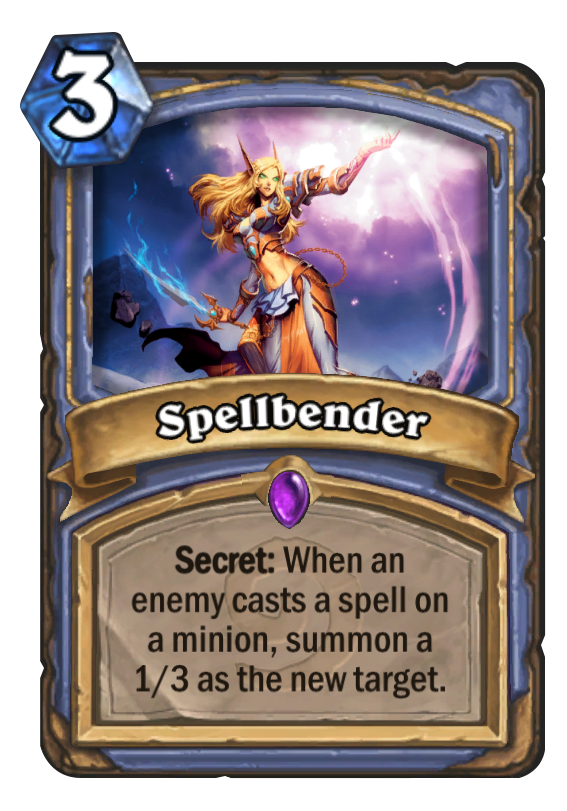 3
Spellbender
Secret: When an
enemy casts a spell on
a minion, summon a
1/3 as the new target.